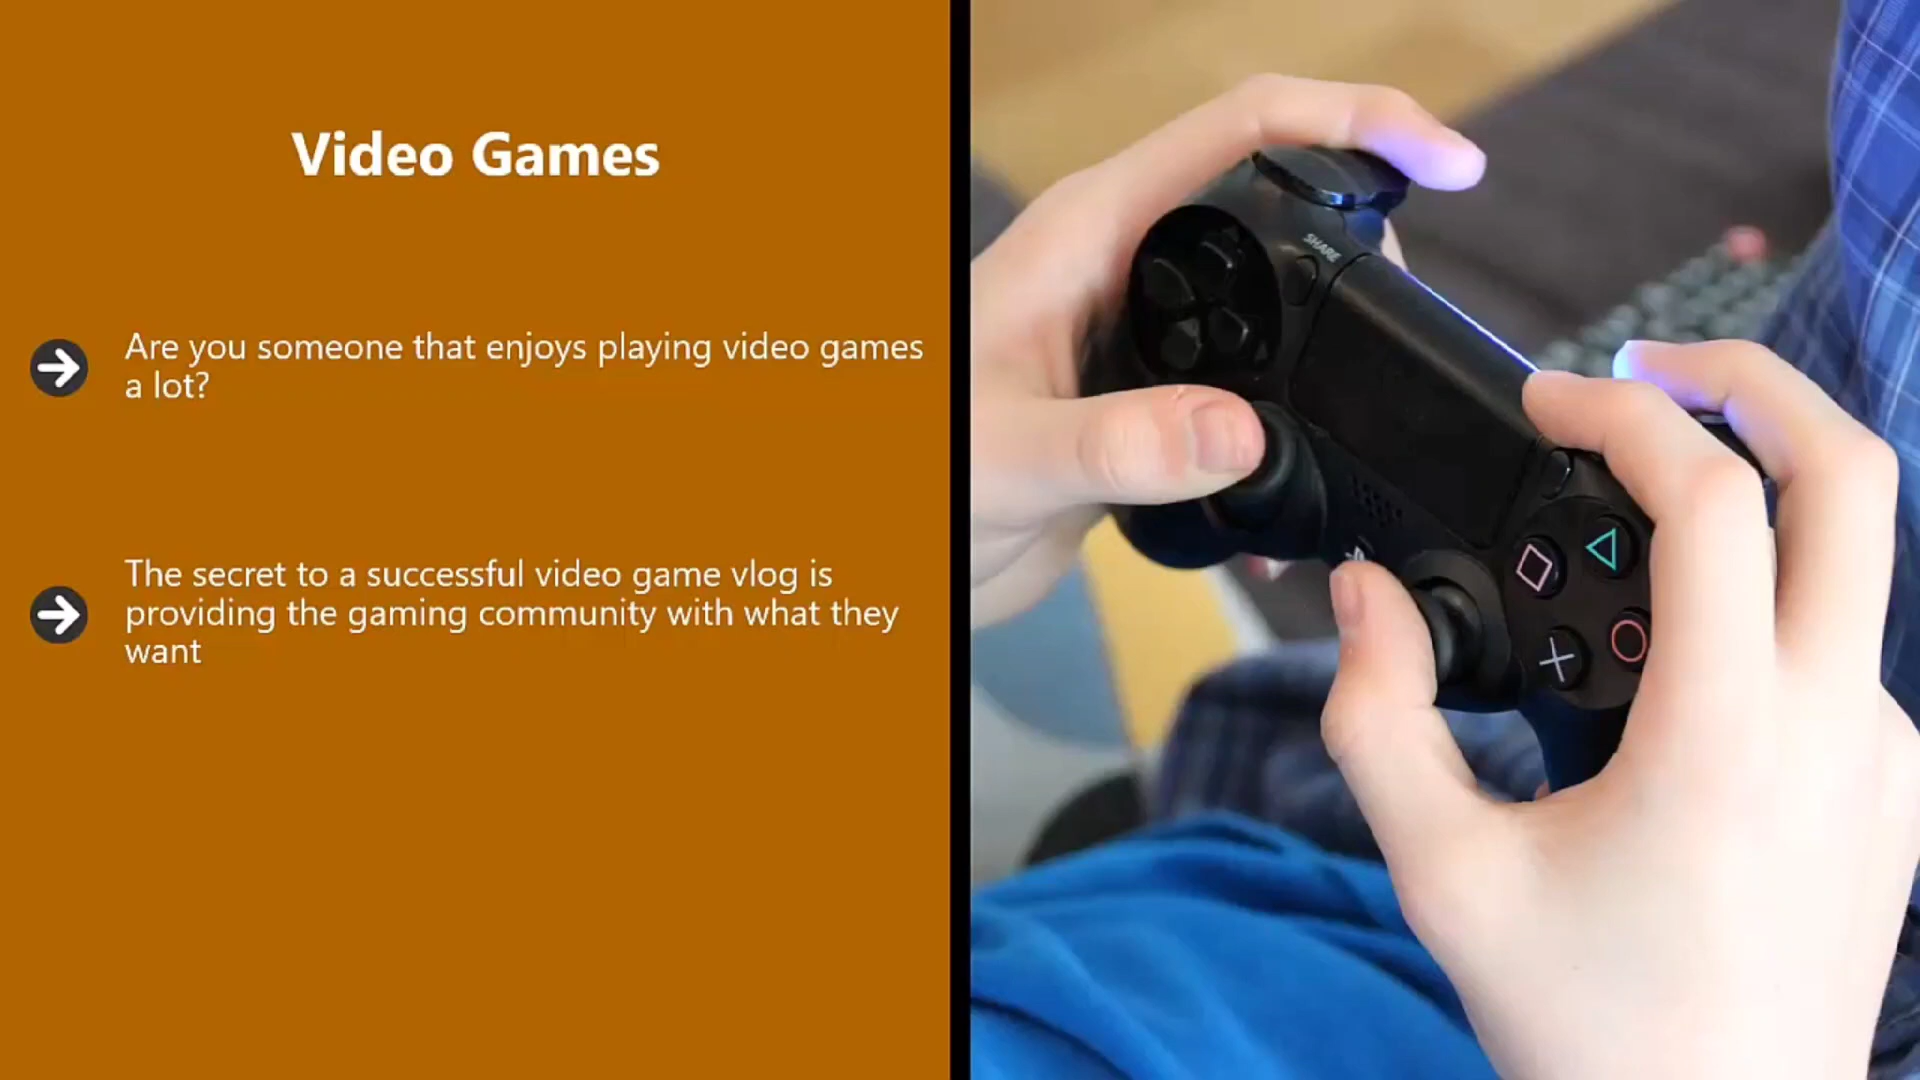 Video Games
Are you someone that enjoys playing video games
a lot?
The secret to a successful video game vlog is
providing the gaming community with what they
want
SHARE